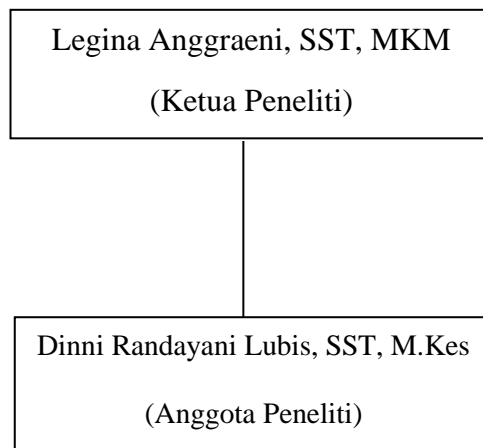 Legina Anggraeni, SST, MKM
(Ketua Peneliti)
Dinni Randayani Lubis, SST, M.Kes
(Anggota Peneliti)